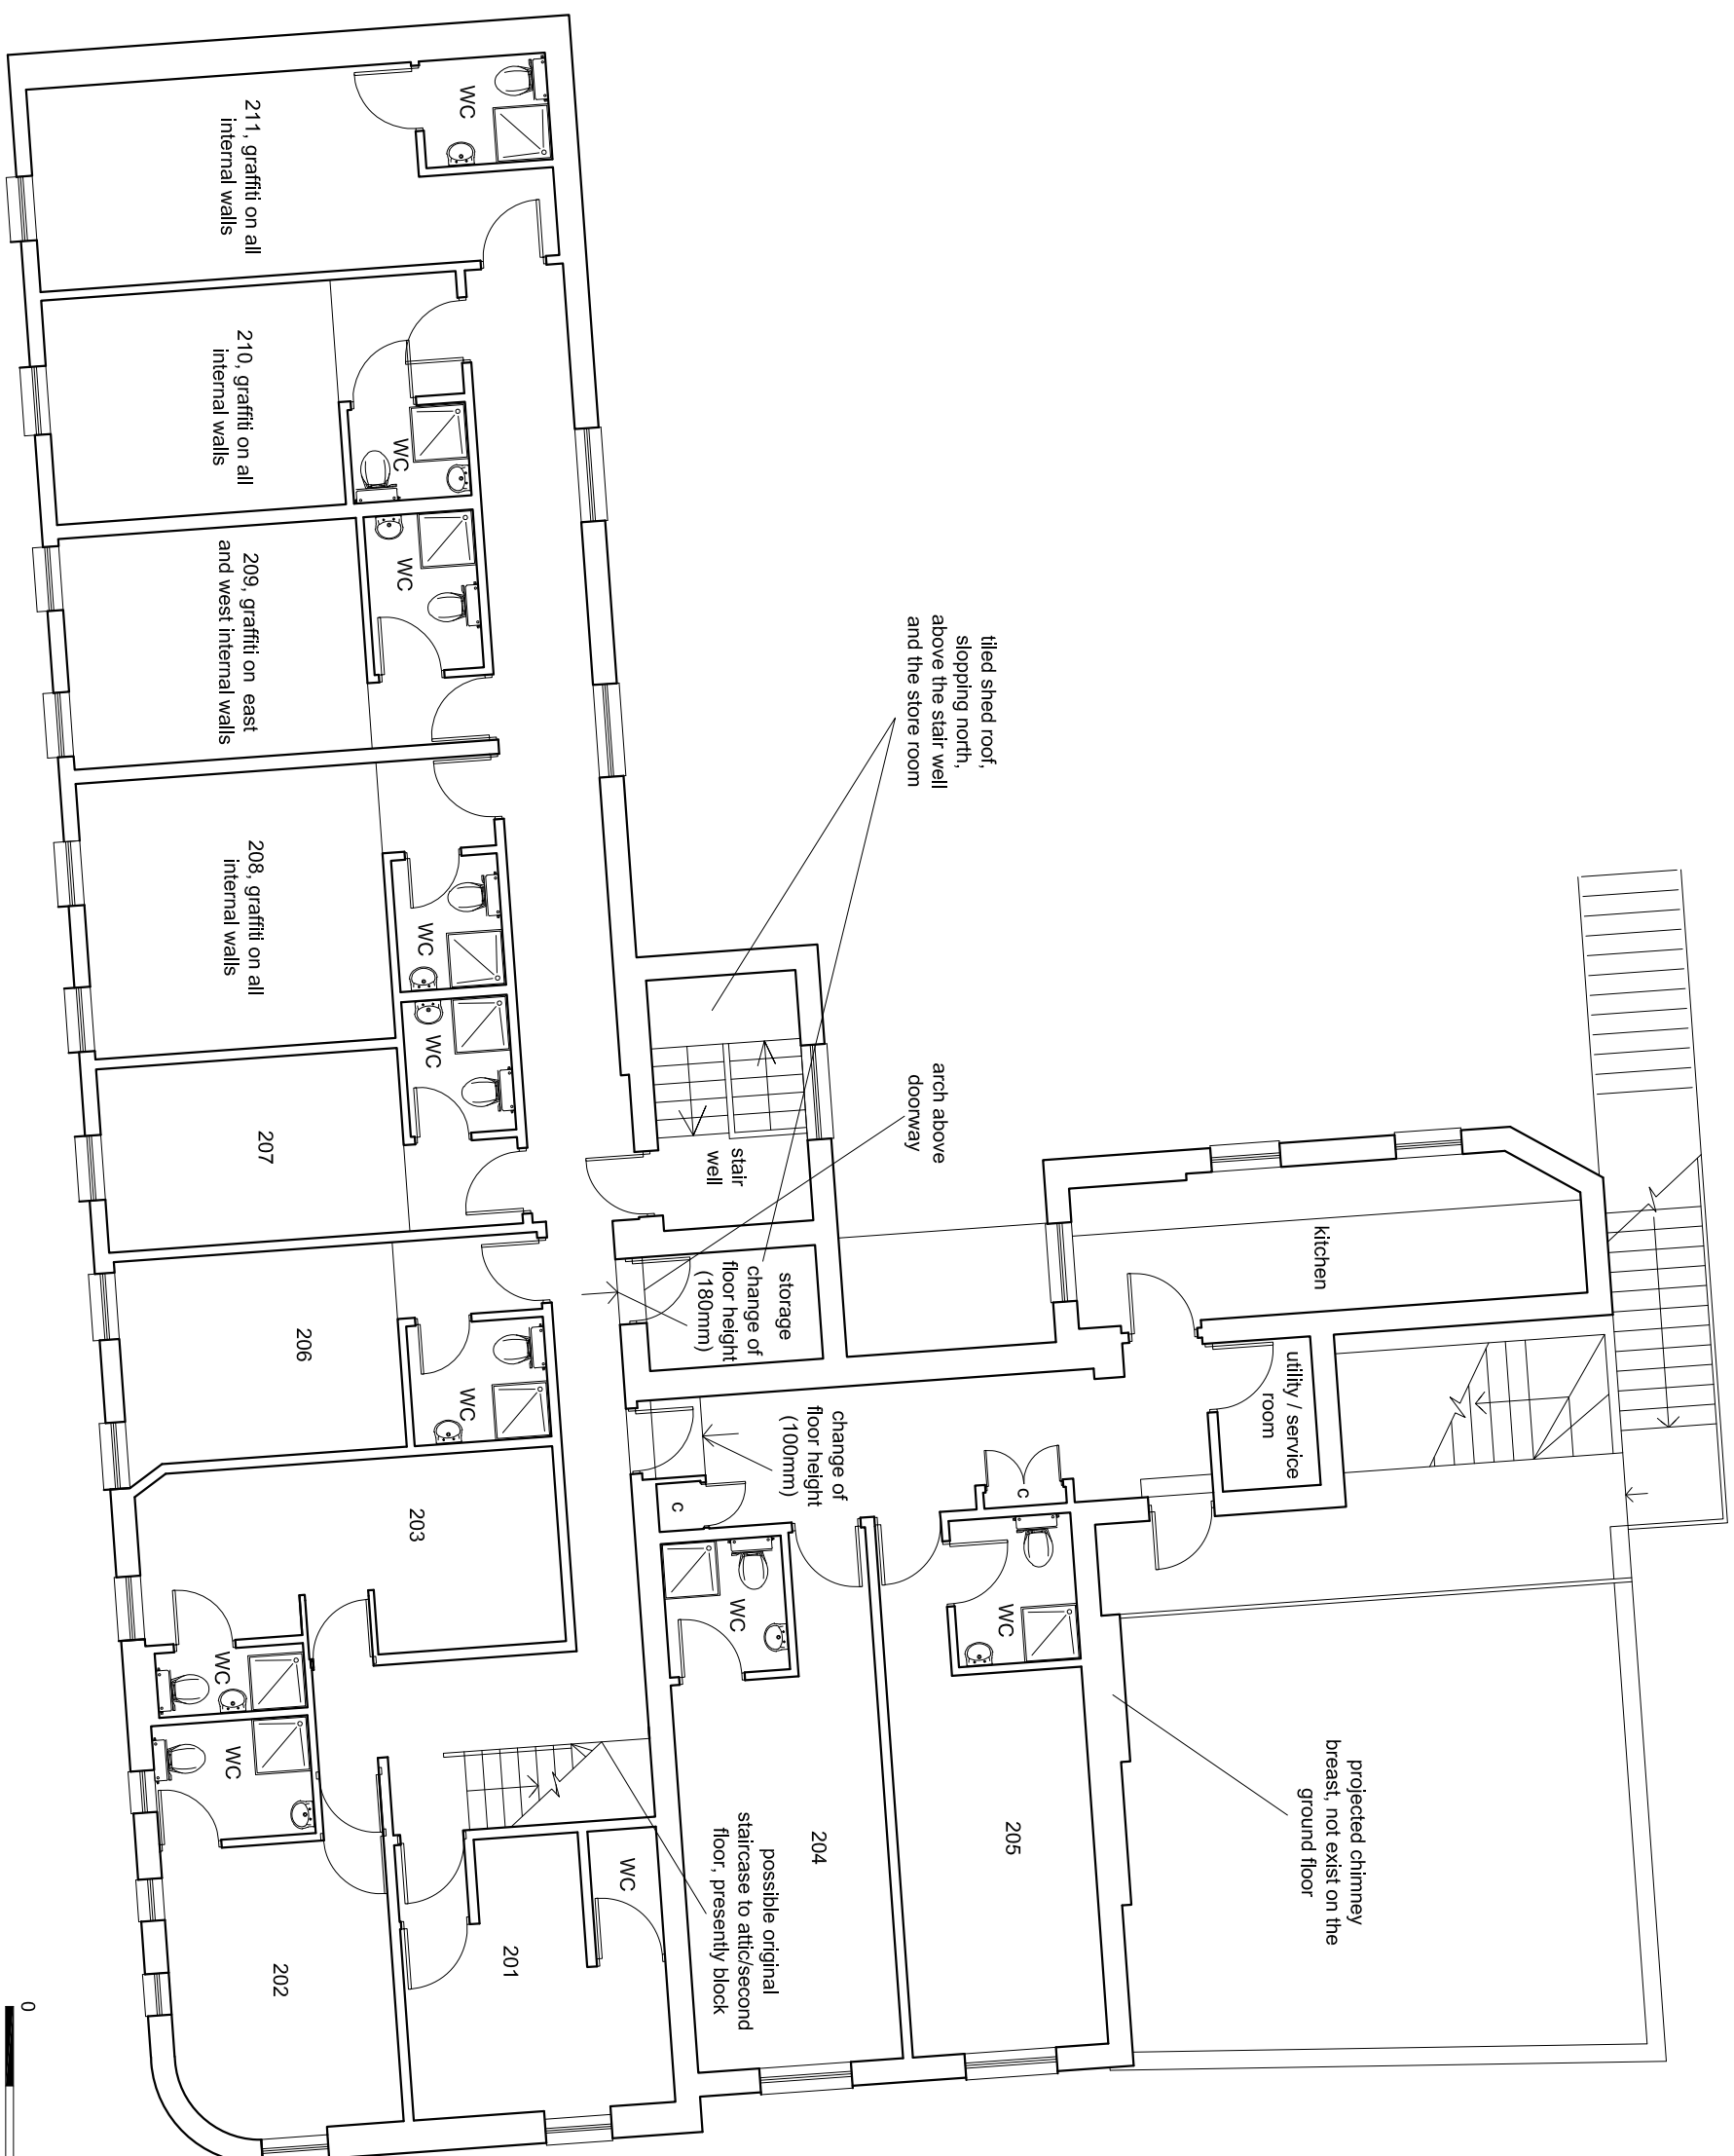 tiled shed roof,
slopping north,
above the stair well
and the store room
arch above
doorway
kitchen
utility / service
room
projected chimney
breast, not exist on the
ground floor
stair
well
storage
change of
floor height
(180mm)
change of
floor height
(100mm)
c
c
WC
205
WC
204
possible original
staircase to attic/second
floor, presently block
WC
211, graffiti on all
internal walls
WC
210, graffiti on all
internal walls
WC
209, graffiti on east
and west internal walls
WC
208, graffiti on all
internal walls
WC
207
WC
206
203
WC
WC
202
WC
201
0